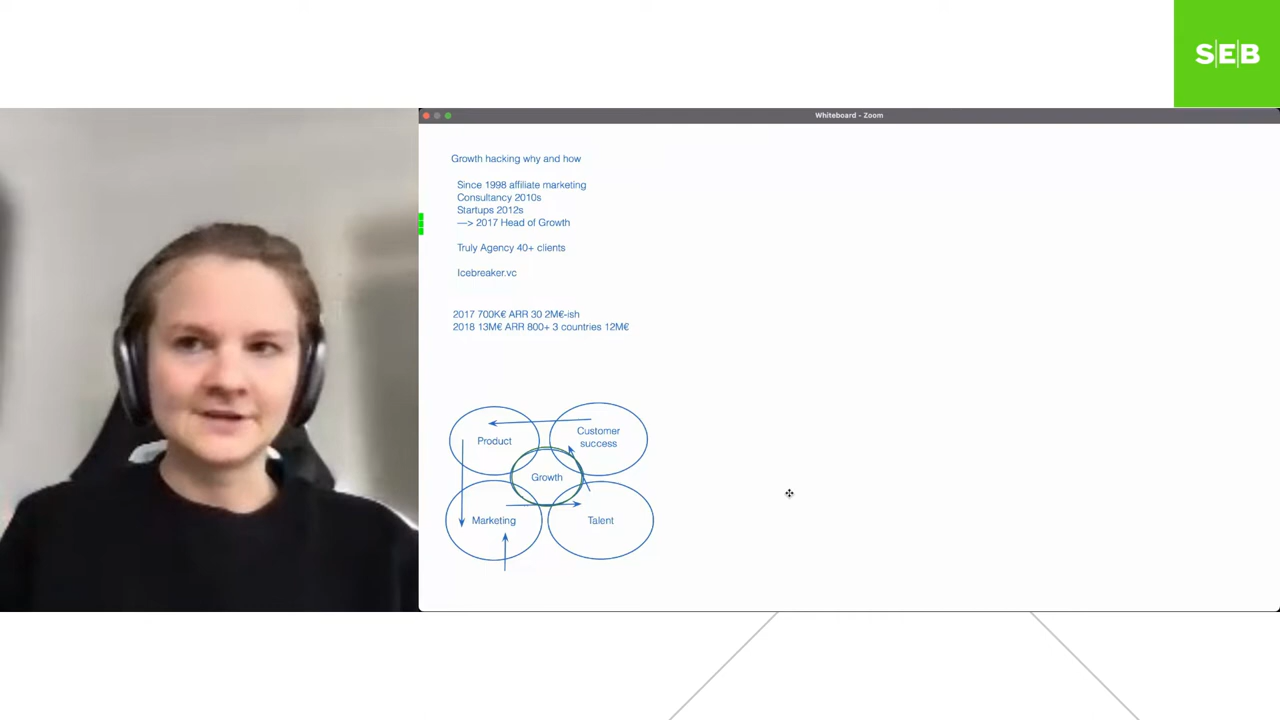 S|E|B
Whiteboard - Zoom
Growth hacking why and how
Since 1998 affiliate marketing
Consultancy 2010s
Startups 2012s
—> 2017 Head of Growth
Truly Agency 40+ clients
Icebreaker.vc
2017 700K€ ARR 30 2M€-ish
2018 13M€ ARR 800+ 3 countries 12M€
Product
Customer
success
Growth
Marketing
Talent